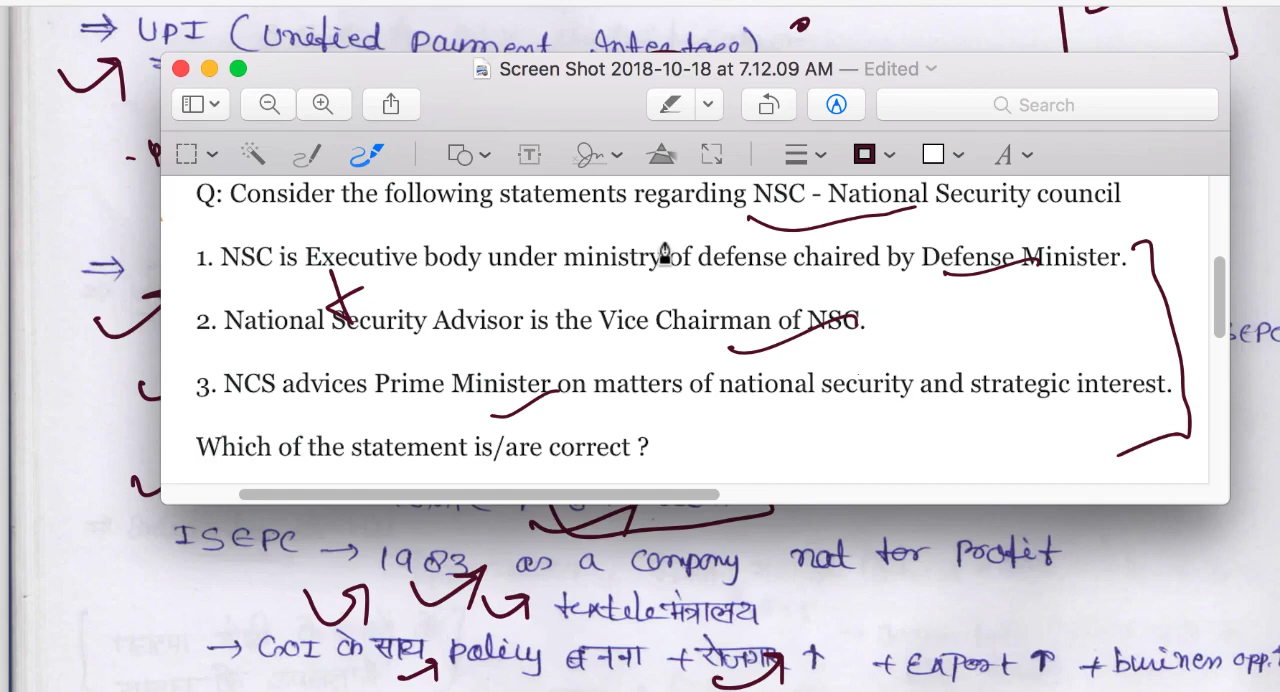 ⇒ UPI (Unified Payment Interface)
Screen Shot 2018-10-18 at 7.12.09 AM — Edited
Search
Q: Consider the following statements regarding NSC - National Security council
1. NSC is Executive body under ministry of defense chaired by Defense Minister.
2. National Security Advisor is the Vice Chairman of NSC.
3. NCS advices Prime Minister on matters of national security and strategic interest.
Which of the statement is/are correct ?
ISEPC → 1983 as a company not for profit
textele मंत्रालय
→ GOI के साथ policy बनना + रोजगार ↑ + Export ↑ + business opp.↑